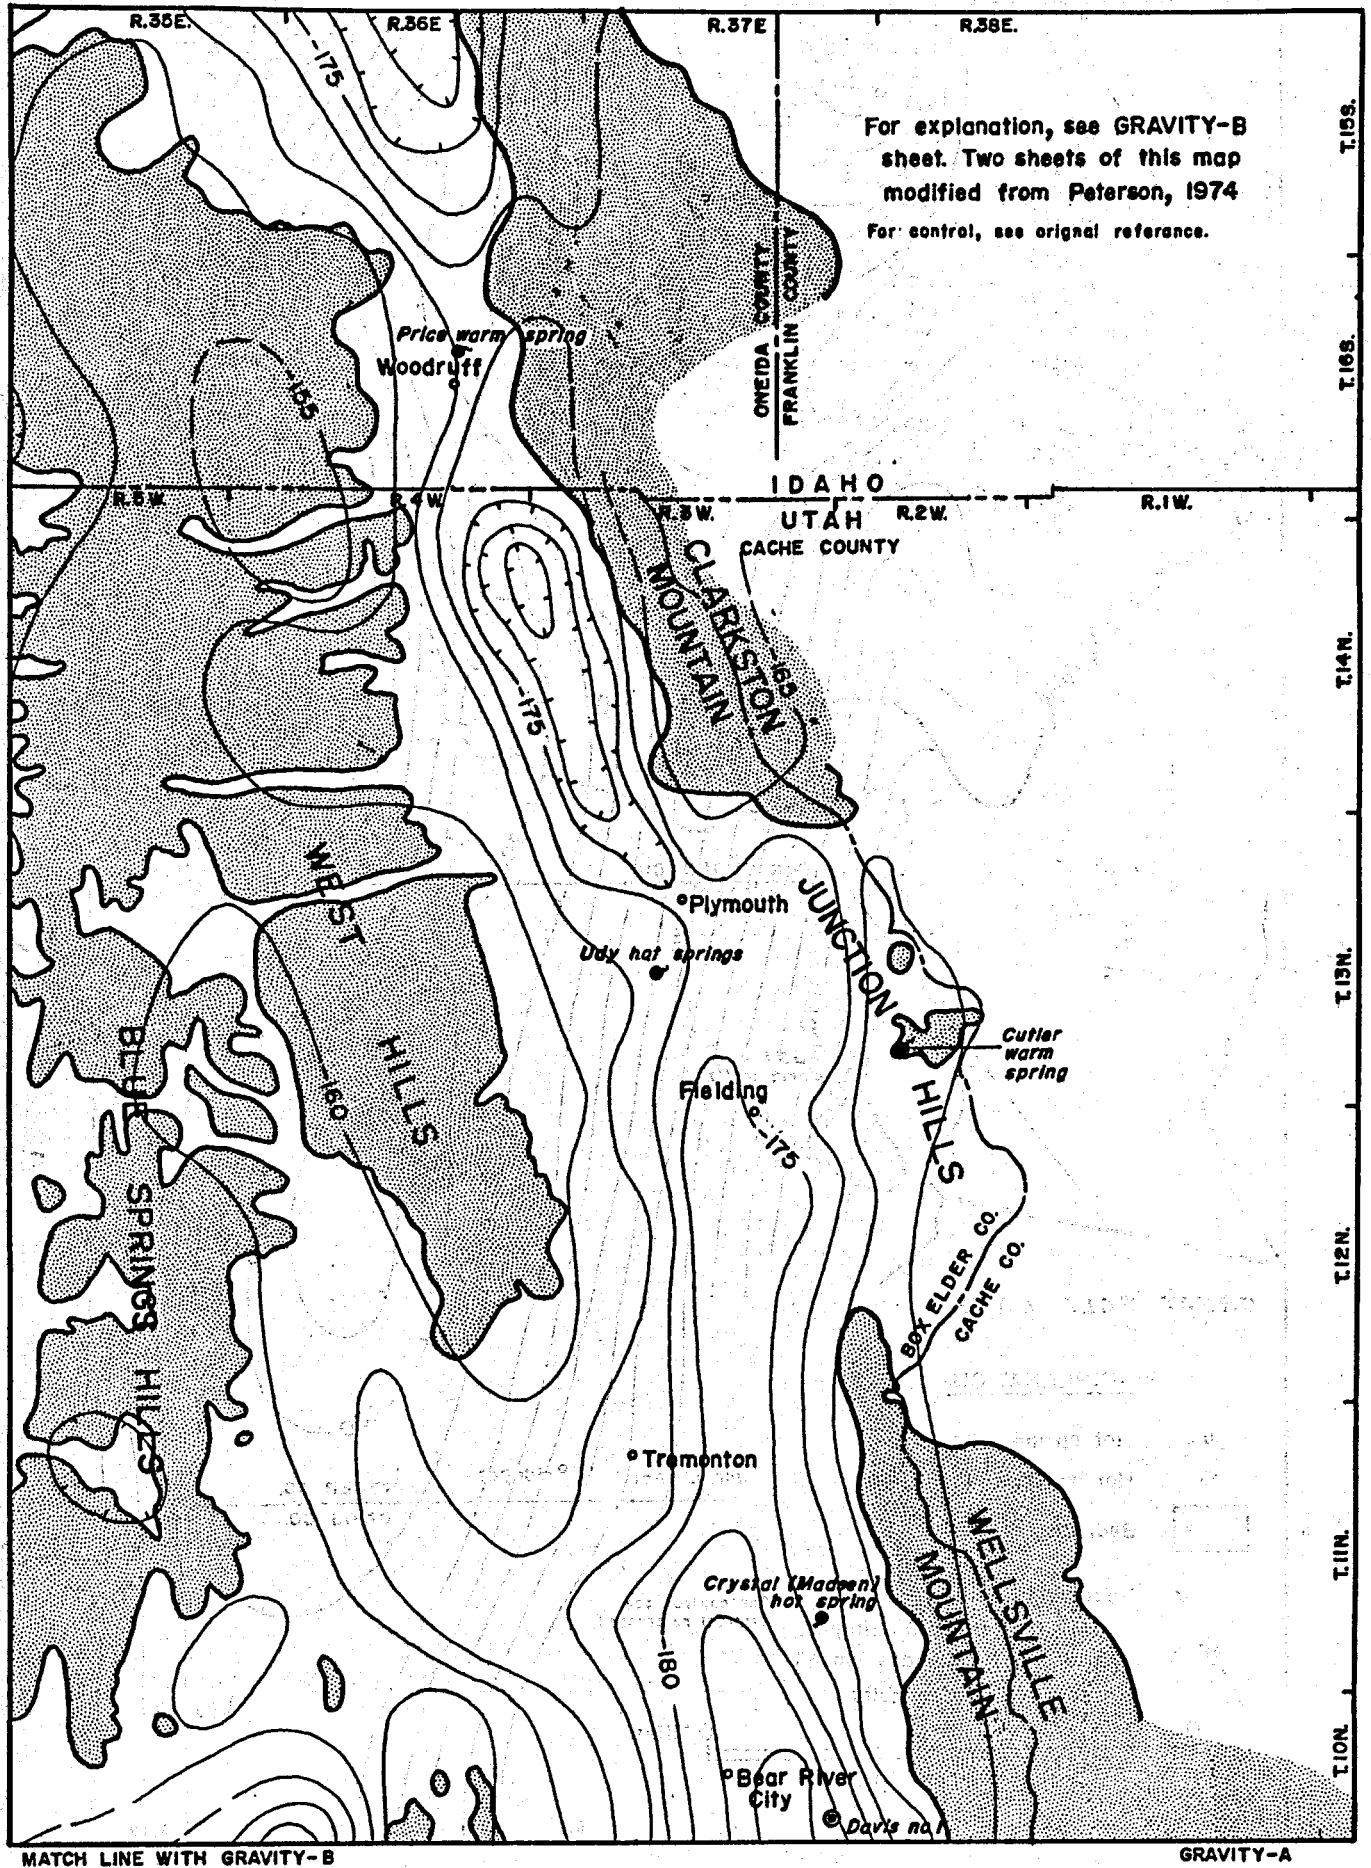 R.35E.
R.36E
R.37E
R.38E.
-175
T.15S.
For explanation, see GRAVITY-B
sheet. Two sheets of this map
modified from Peterson, 1974
For control, see orignal referance.
ONEIDA COUNTY
FRANKLIN COUNTY
Price warm spring
Woodruff
T.16S.
-155
IDAHO
R.5W.
R.4W.
R.3W.
UTAH
R.2W.
R.1W.
CACHE COUNTY
CLARKSTON
MOUNTAIN
T.14N.
-165
-175
WEST
HILLS
Plymouth
JUNCTION
HILLS
Udy hot springs
T.13N.
Cutler
warm
spring
BLUE SPRINGS HILLS
-160
Fielding
-175
BOX ELDER CO.
CACHE CO.
T.12N.
Tremonton
WELLSVILLE
MOUNTAIN
T.11N.
Crystal (Madsen)
hot spring
-180
Bear River
City
T.10N.
Davis no.1
MATCH LINE WITH GRAVITY-B
GRAVITY-A